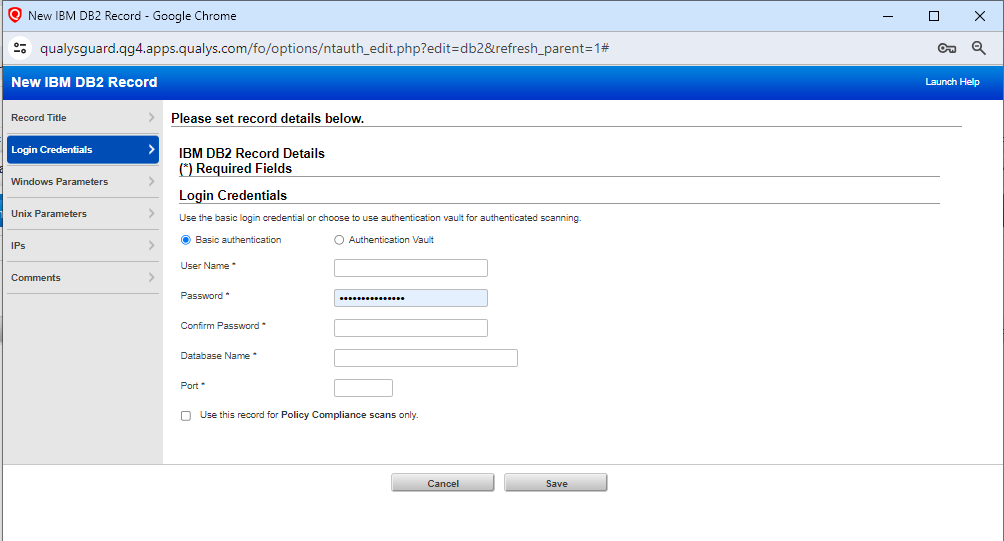 New IBM DB2 Record - Google Chrome
qualysguard.qg4.apps.qualys.com/fo/options/ntauth_edit.php?edit=db2&refresh_parent=1#
New IBM DB2 Record
Launch Help
Record Title
Login Credentials
Windows Parameters
Unix Parameters
IPs
Comments
Please set record details below.
IBM DB2 Record Details
(*) Required Fields
Login Credentials
Use the basic login credential or choose to use authentication vault for authenticated scanning.
Basic authentication Authentication Vault
User Name *
Password * •••••••••••••••
Confirm Password *
Database Name *
Port *
Use this record for Policy Compliance scans only.
Cancel Save